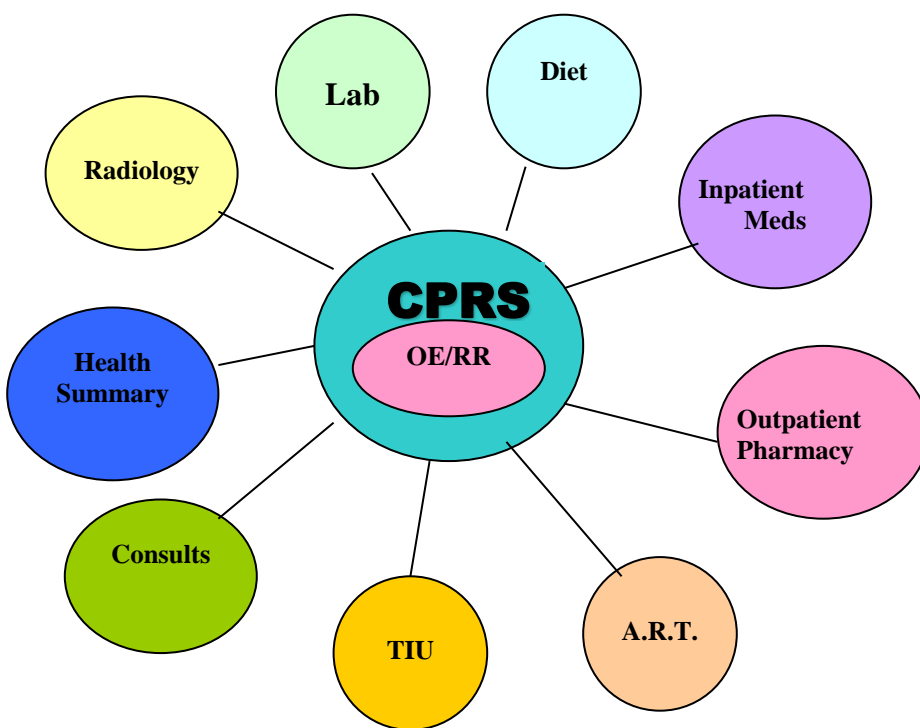 Diet
Lab
Radiology
Inpatient
Meds
CPRS
OE/RR
Health
Summary
Outpatient
Pharmacy
Consults
TIU
A.R.T.